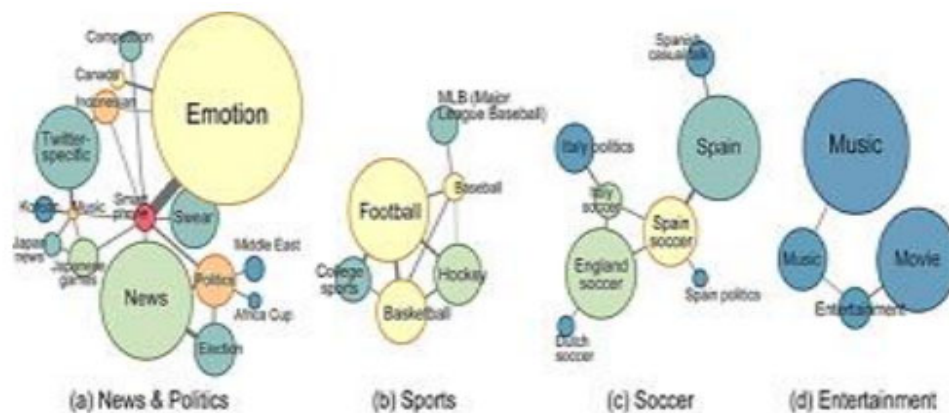 Competition
Canada
Indonesian
Emotion
Twitter-
specific
Music
Smart
phone
Swear
Japan
news
Japanese
games
News
Politics
Middle East
Africa Cup
Election
(a) News & Politics
MLB (Major
League Baseball)
Baseball
Football
College
sports
Hockey
Basketball
(b) Sports
Spanish
casual talk
Italy politics
Spain
Italy
soccer
Spain
soccer
England
soccer
Spain politics
Dutch
soccer
(c) Soccer
Music
Music
Movie
Entertainment
(d) Entertainment